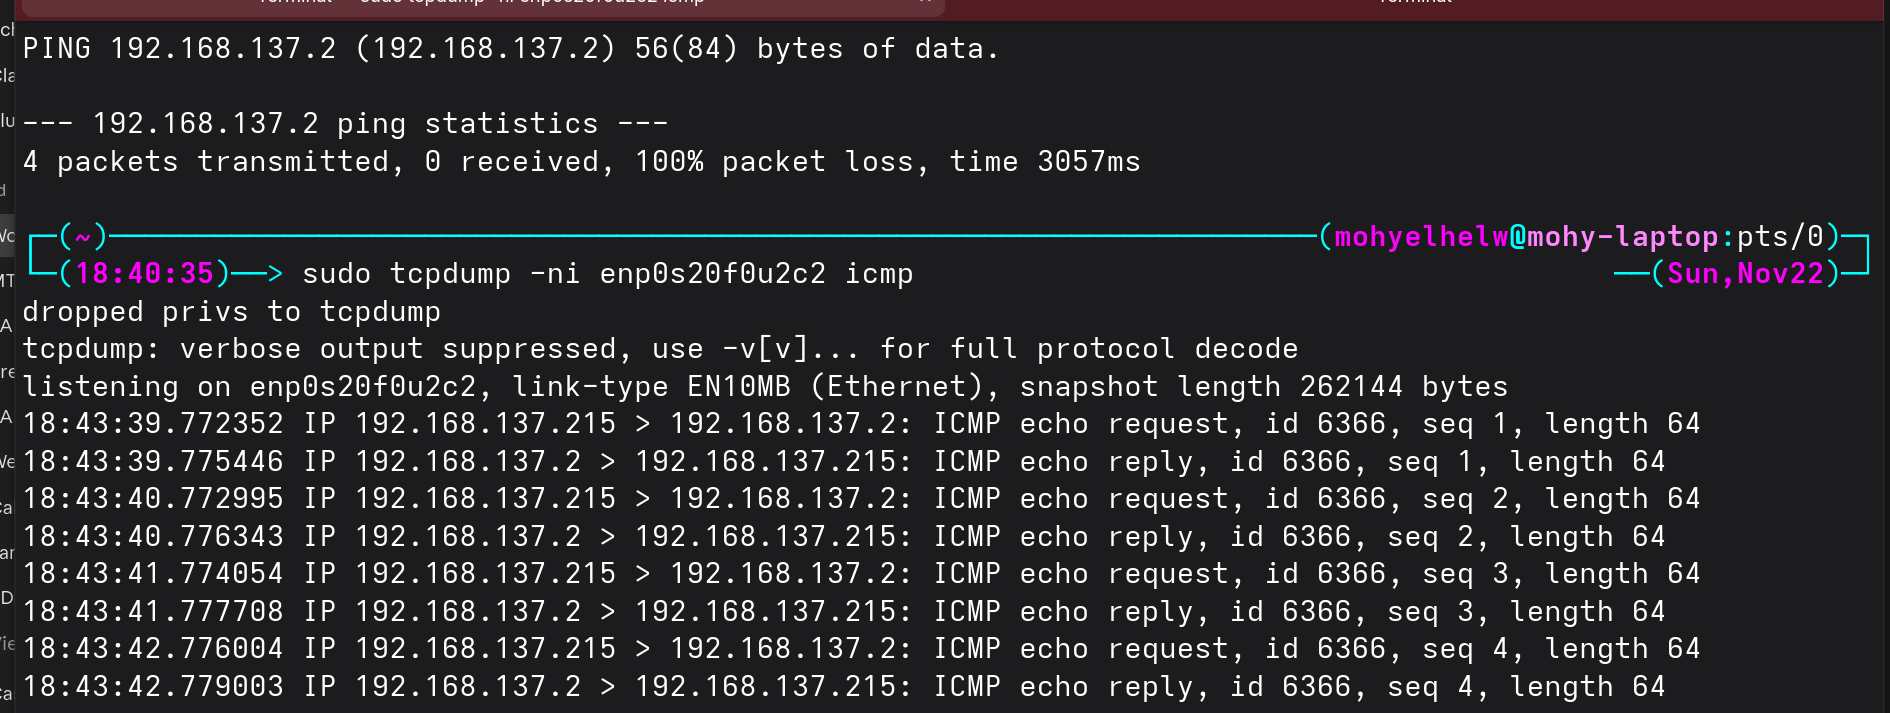 PING 192.168.137.2 (192.168.137.2) 56(84) bytes of data.
--- 192.168.137.2 ping statistics ---
4 packets transmitted, 0 received, 100% packet loss, time 3057ms
┌─(~)────────────────────────(mohyelhelw@mohy-laptop:pts/0)─┐
└─(18:40:35)──> sudo tcpdump -ni enp0s20f0u2c2 icmp ──(Sun,Nov22)─┘
dropped privs to tcpdump
tcpdump: verbose output suppressed, use -v[v]... for full protocol decode
listening on enp0s20f0u2c2, link-type EN10MB (Ethernet), snapshot length 262144 bytes
18:43:39.772352 IP 192.168.137.215 > 192.168.137.2: ICMP echo request, id 6366, seq 1, length 64
18:43:39.775446 IP 192.168.137.2 > 192.168.137.215: ICMP echo reply, id 6366, seq 1, length 64
18:43:40.772995 IP 192.168.137.215 > 192.168.137.2: ICMP echo request, id 6366, seq 2, length 64
18:43:40.776343 IP 192.168.137.2 > 192.168.137.215: ICMP echo reply, id 6366, seq 2, length 64
18:43:41.774054 IP 192.168.137.215 > 192.168.137.2: ICMP echo request, id 6366, seq 3, length 64
18:43:41.777708 IP 192.168.137.2 > 192.168.137.215: ICMP echo reply, id 6366, seq 3, length 64
18:43:42.776004 IP 192.168.137.215 > 192.168.137.2: ICMP echo request, id 6366, seq 4, length 64
18:43:42.779003 IP 192.168.137.2 > 192.168.137.215: ICMP echo reply, id 6366, seq 4, length 64